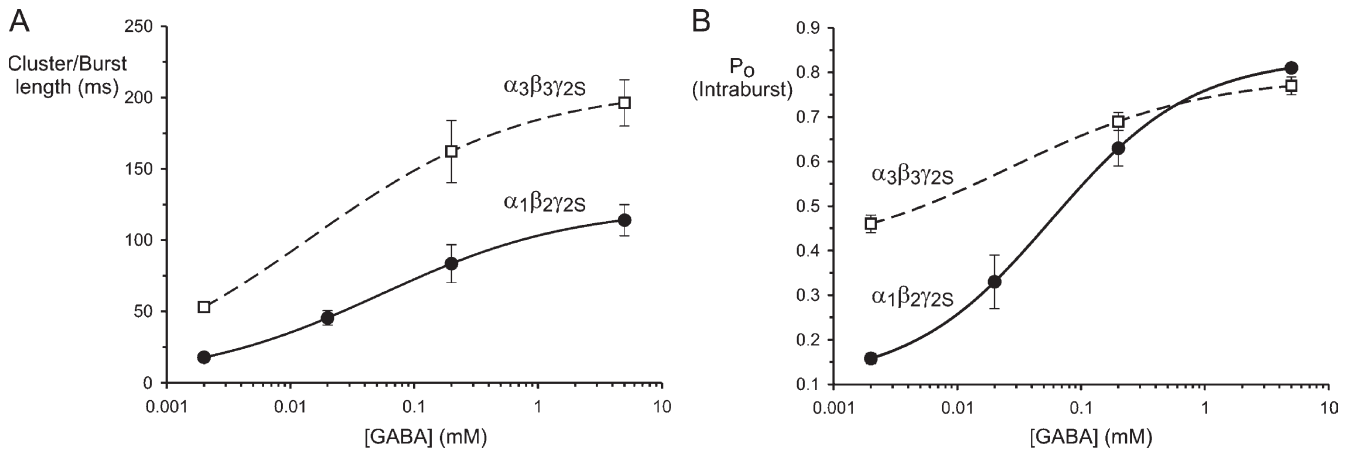 A
Cluster/Burst
length (ms)
250
200
150
100
50
0
α3β3γ2S
α1β2γ2S
0.001 0.01 0.1 1 10
[GABA] (mM)
B
PO
(Intraburst)
0.9
0.8
0.7
0.6
0.5
0.4
0.3
0.2
0.1
α3β3γ2S
α1β2γ2S
0.001 0.01 0.1 1 10
[GABA] (mM)